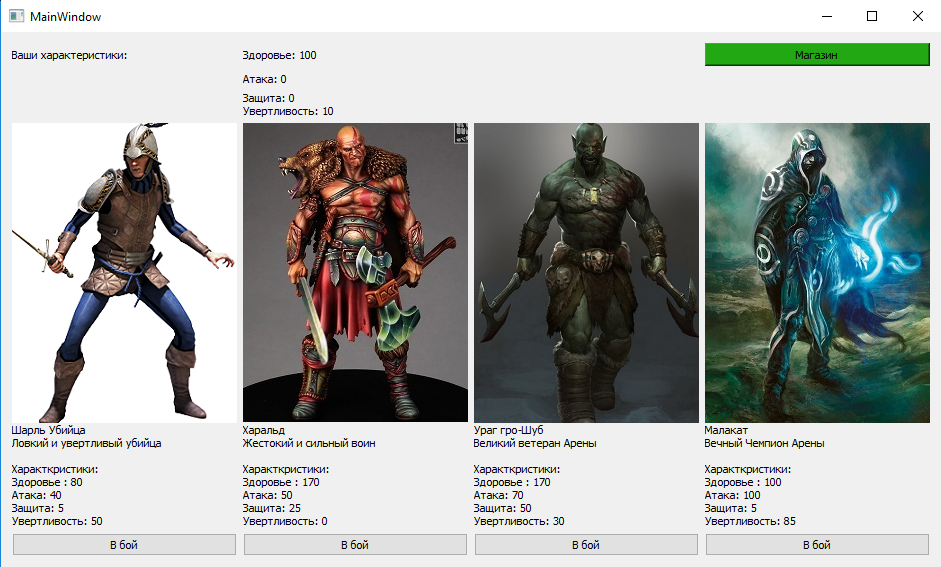 MainWindow
Ваши характеристики:
Здоровье: 100
Магазин
Атака: 0
Защита: 0
Увертливость: 10
Шарль Убийца
Ловкий и увертливый убийца
Характкристики:
Здоровье : 80
Атака: 40
Защита: 5
Увертливость: 50
В бой
Харальд
Жестокий и сильный воин
Характкристики:
Здоровье : 170
Атака: 50
Защита: 25
Увертливость: 0
В бой
Ураг гро-Шуб
Великий ветеран Арены
Характкристики:
Здоровье : 170
Атака: 70
Защита: 50
Увертливость: 30
В бой
Малакат
Вечный Чемпион Арены
Характкристики:
Здоровье : 100
Атака: 100
Защита: 5
Увертливость: 85
В бой